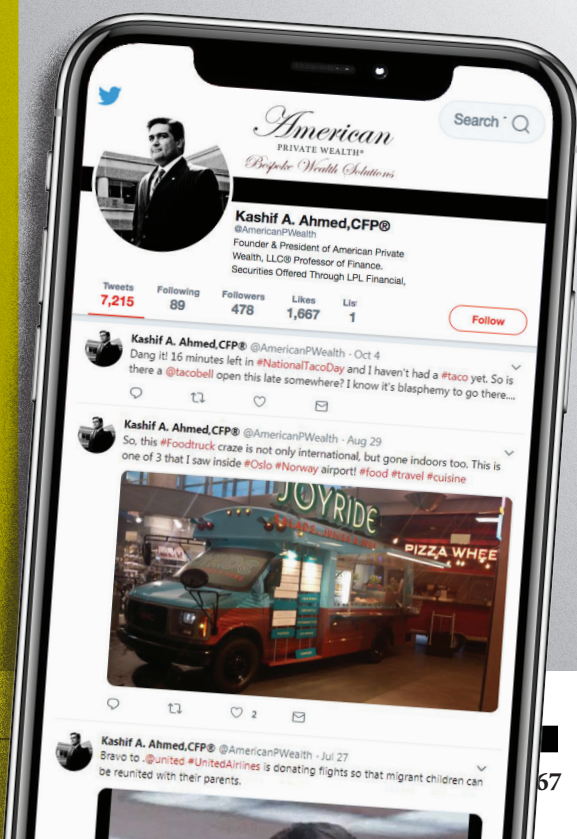 American
PRIVATE WEALTH®
Bespoke Wealth Solutions
Search
Kashif A. Ahmed,CFP®
@AmericanPWealth
Founder & President of American Private
Wealth, LLC® Professor of Finance.
Securities Offered Through LPL Financial,
Tweets Following Followers Likes Lis
7,215 89 478 1,667 1
Follow
Kashif A. Ahmed,CFP® @AmericanPWealth · Oct 4
Dang it! 16 minutes left in #NationalTacoDay and I haven't had a #taco yet. So is
there a @tacobell open this late somewhere? I know it's blasphemy to go there....
Kashif A. Ahmed,CFP® @AmericanPWealth · Aug 29
So, this #Foodtruck craze is not only international, but gone indoors too. This is
one of 3 that I saw inside #Oslo #Norway airport! #food #travel #cuisine
JOYRIDE
PIZZA WHEE
2
Kashif A. Ahmed,CFP® @AmericanPWealth · Jul 27
Bravo to .@united #UnitedAirlines is donating flights so that migrant children can
be reunited with their parents.
67